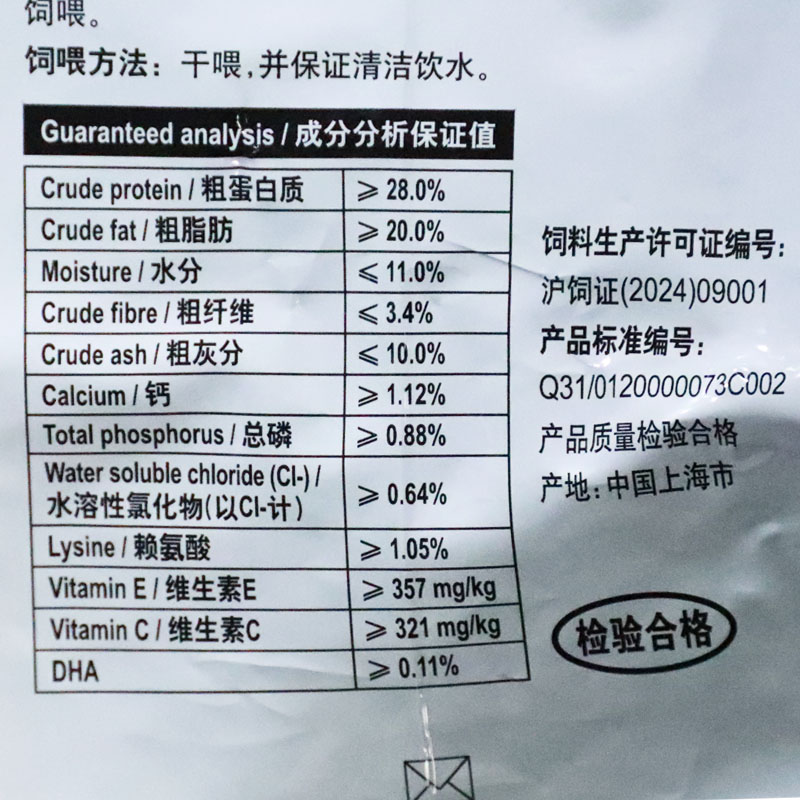 饲喂。
饲喂方法：干喂，并保证清洁饮水。
Guaranteed analysis / 成分分析保证值
Crude protein / 粗蛋白质 ⩾ 28.0%
Crude fat / 粗脂肪 ⩾ 20.0%
Moisture / 水分 ⩽ 11.0%
Crude fibre / 粗纤维 ⩽ 3.4%
Crude ash / 粗灰分 ⩽ 10.0%
Calcium / 钙 ⩾ 1.12%
Total phosphorus / 总磷 ⩾ 0.88%
Water soluble chloride (Cl-) /
水溶性氯化物(以Cl-计) ⩾ 0.64%
Lysine / 赖氨酸 ⩾ 1.05%
Vitamin E / 维生素E ⩾ 357 mg/kg
Vitamin C / 维生素C ⩾ 321 mg/kg
DHA ⩾ 0.11%
饲料生产许可证编号：
沪饲证(2024)09001
产品标准编号：
Q31/0120000073C002
产品质量检验合格
产地：中国上海市
检验合格